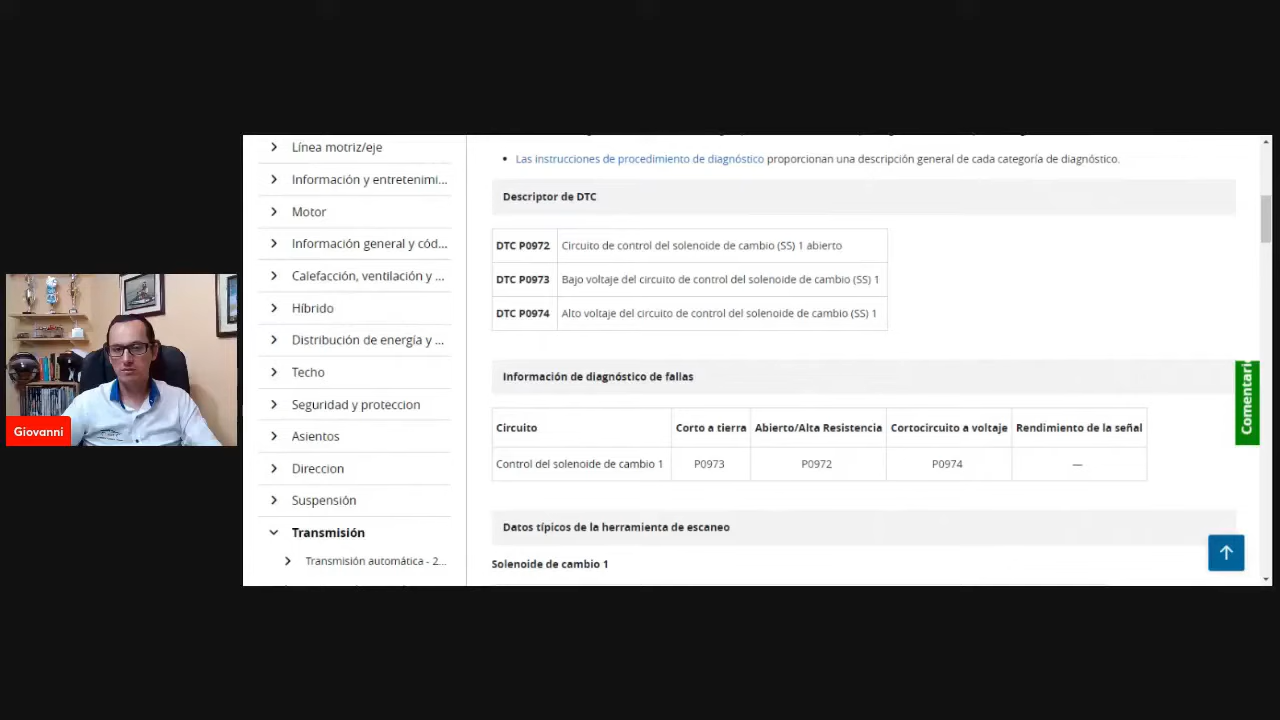 Línea motriz/eje
Información y entretenimi...
Motor
Información general y cód...
Calefacción, ventilación y ...
Híbrido
Distribución de energía y ...
Techo
Seguridad y proteccion
Asientos
Direccion
Suspensión
Transmisión
Transmisión automática - 2...
Giovanni
• Las instrucciones de procedimiento de diagnóstico proporcionan una descripción general de cada categoría de diagnóstico.
Descriptor de DTC
DTC P0972 Circuito de control del solenoide de cambio (SS) 1 abierto
DTC P0973 Bajo voltaje del circuito de control del solenoide de cambio (SS) 1
DTC P0974 Alto voltaje del circuito de control del solenoide de cambio (SS) 1
Información de diagnóstico de fallas
Circuito Corto a tierra Abierto/Alta Resistencia Cortocircuito a voltaje Rendimiento de la señal
Control del solenoide de cambio 1 P0973 P0972 P0974 —
Datos típicos de la herramienta de escaneo
Solenoide de cambio 1
Comentari